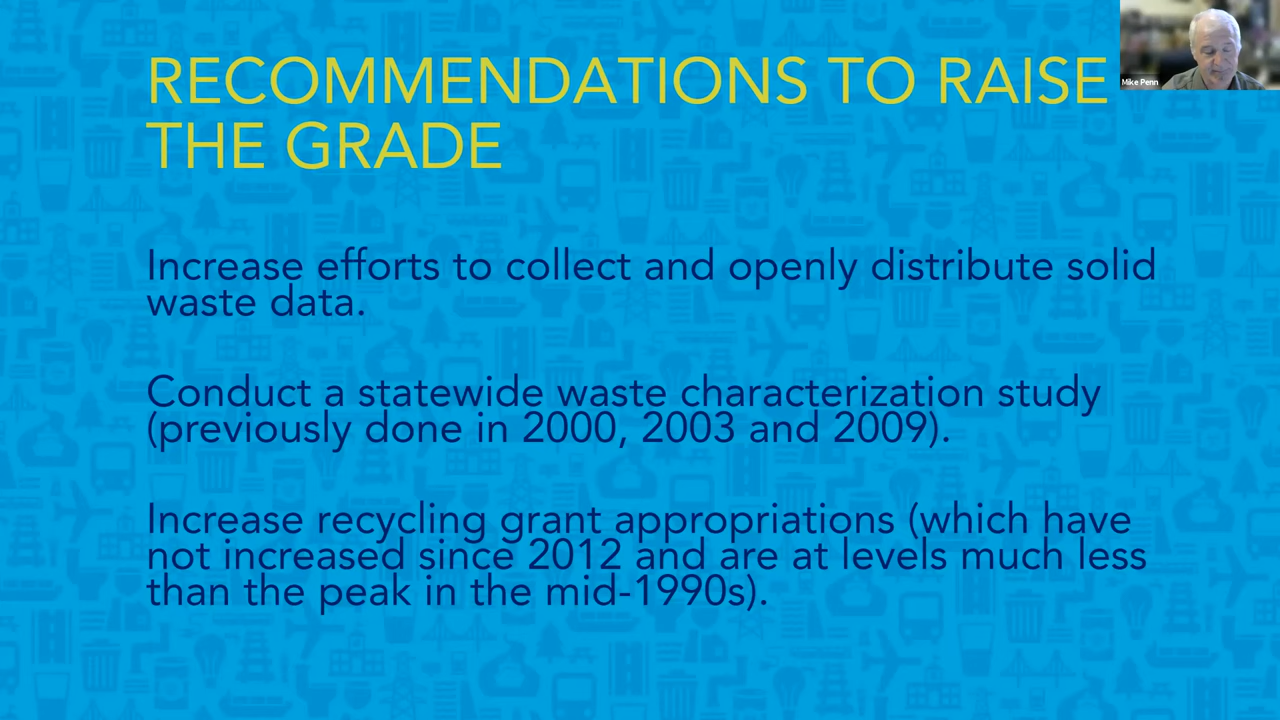 RECOMMENDATIONS TO RAISE
THE GRADE
Mike Penn
Increase efforts to collect and openly distribute solid
waste data.
Conduct a statewide waste characterization study
(previously done in 2000, 2003 and 2009).
Increase recycling grant appropriations (which have
not increased since 2012 and are at levels much less
than the peak in the mid-1990s).